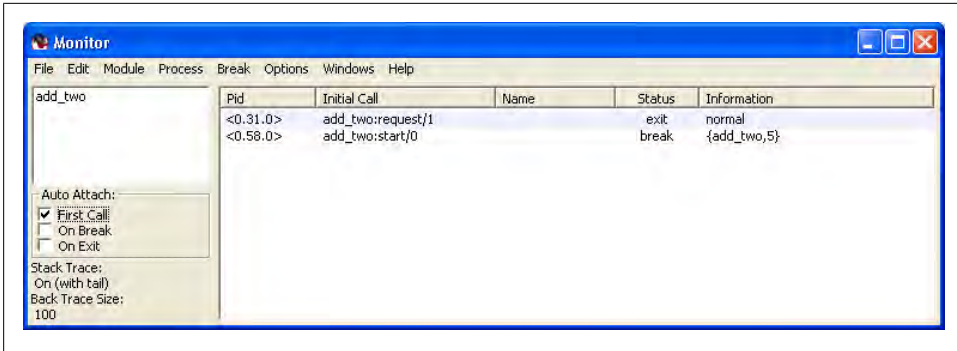 Monitor
File Edit Module Process Break Options Windows Help
add_two
Pid Initial Call Name Status Information
<0.31.0> add_two:request/1 exit normal
<0.58.0> add_two:start/0 break {add_two,5}
Auto Attach:
First Call
On Break
On Exit
Stack Trace:
On (with tail)
Back Trace Size:
100